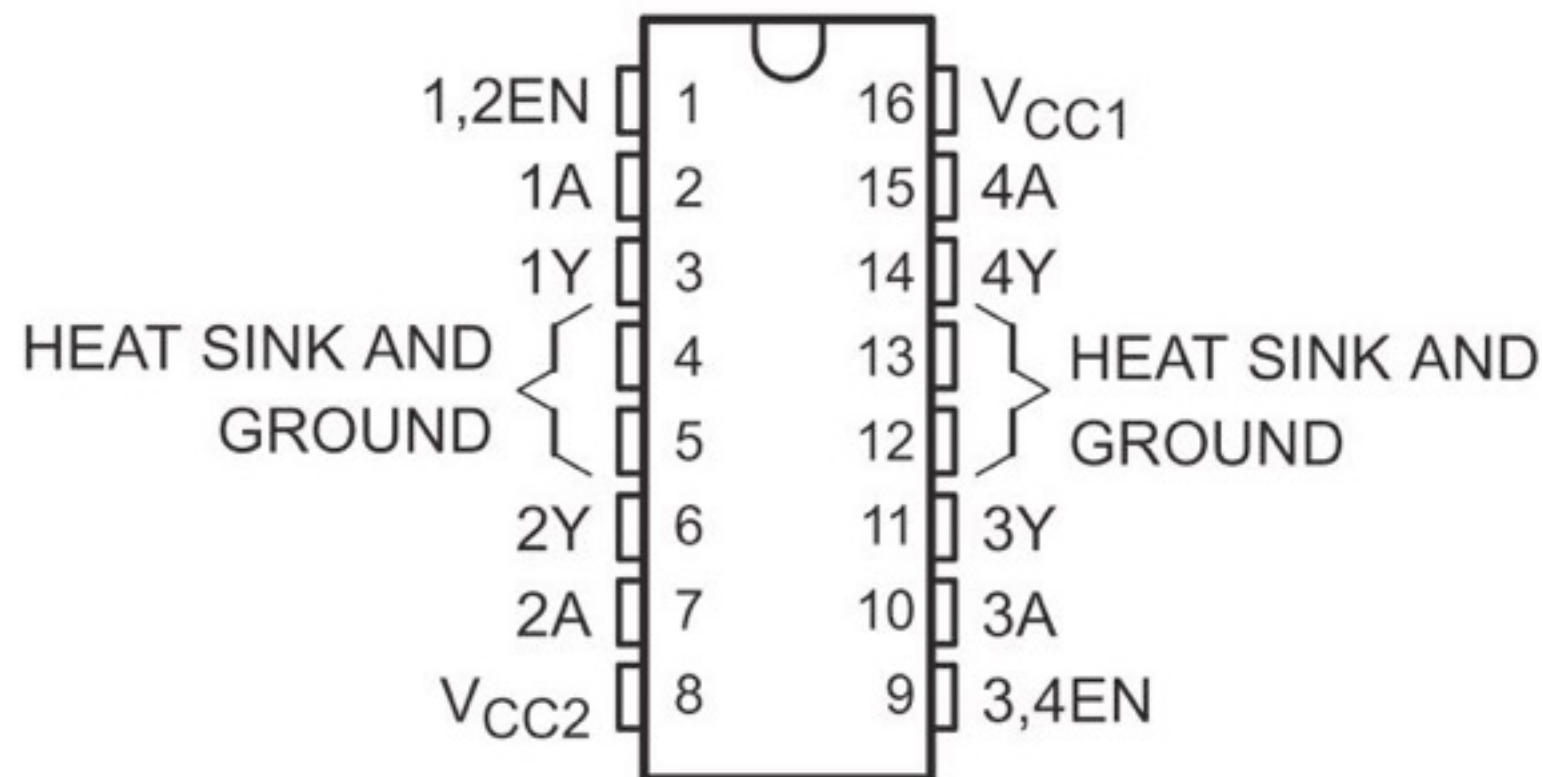 1,2EN 1 16 VCC1
1A 2 15 4A
1Y 3 14 4Y
HEAT SINK AND 4 13 HEAT SINK AND
GROUND 5 12 GROUND
2Y 6 11 3Y
2A 7 10 3A
VCC2 8 9 3,4EN